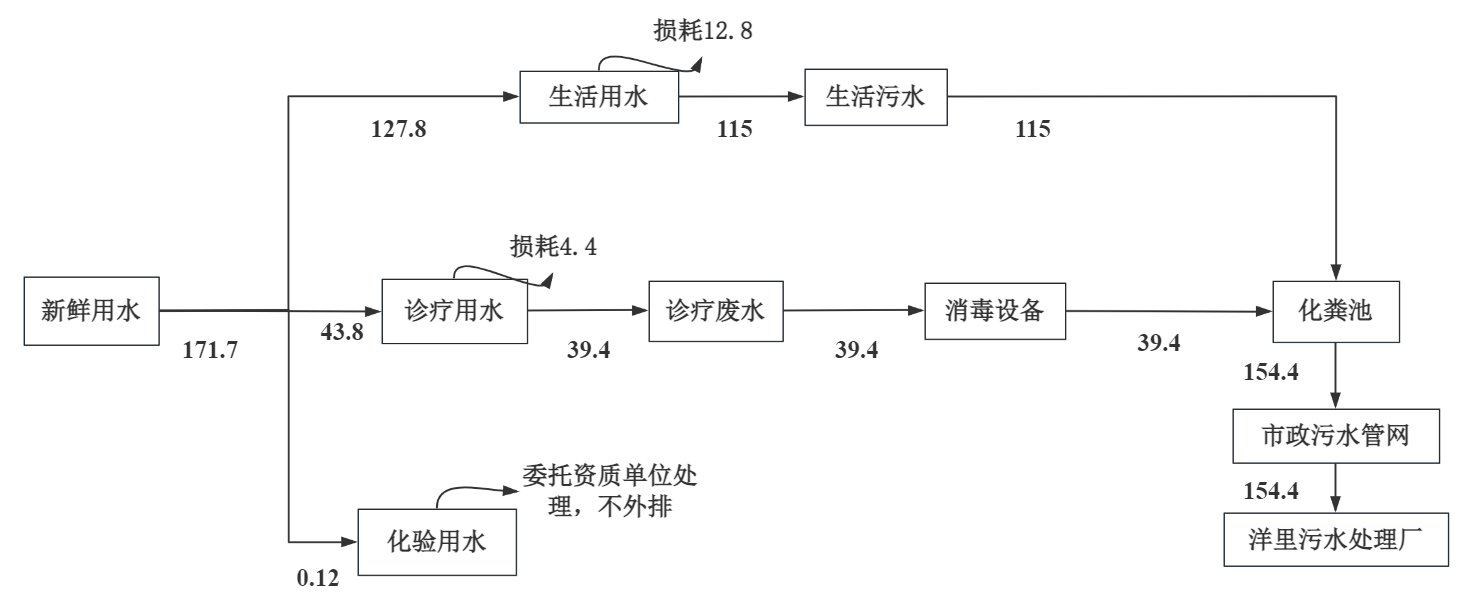 损耗12.8
生活用水
生活污水
127.8
115
115
损耗4.4
新鲜用水
诊疗用水
诊疗废水
消毒设备
化粪池
171.7
43.8
39.4
39.4
39.4
154.4
市政污水管网
委托资质单位处
理，不外排
154.4
化验用水
洋里污水处理厂
0.12